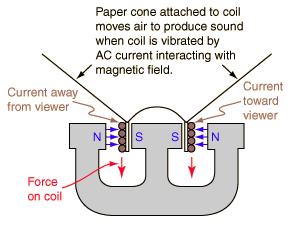 Paper cone attached to coil
moves air to produce sound
when coil is vibrated by
AC current interacting with
magnetic field.
Current away
from viewer
Current
toward
viewer
N S S N
Force
on coil